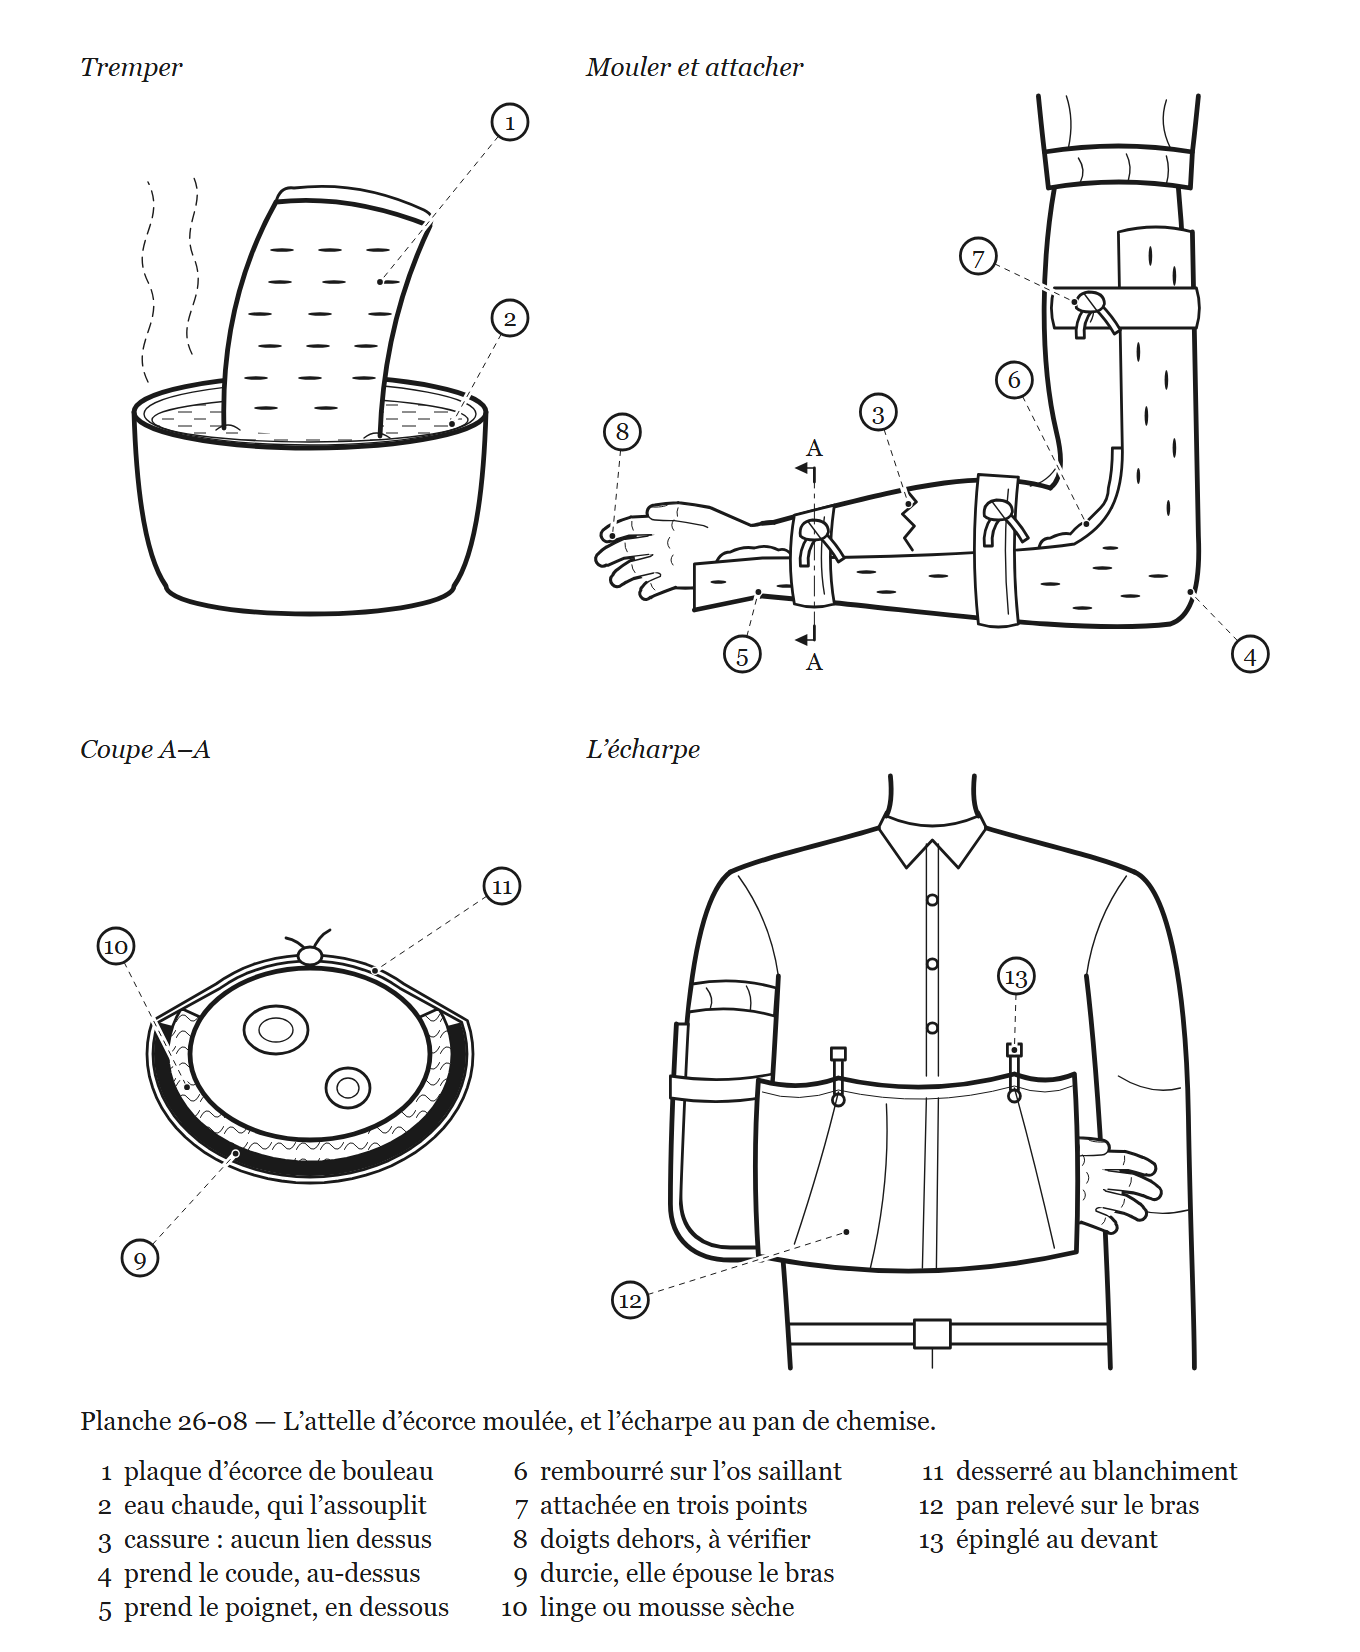 Tremper
Mouler et attacher
1
2
7
6
3
8
A
A
5
4
Coupe A–A
L’écharpe
11
10
9
13
12
Planche 26-08 — L’attelle d’écorce moulée, et l’écharpe au pan de chemise.
1 plaque d’écorce de bouleau
2 eau chaude, qui l’assouplit
3 cassure : aucun lien dessus
4 prend le coude, au-dessus
5 prend le poignet, en dessous
6 rembourré sur l’os saillant
7 attachée en trois points
8 doigts dehors, à vérifier
9 durcie, elle épouse le bras
10 linge ou mousse sèche
11 desserré au blanchiment
12 pan relevé sur le bras
13 épinglé au devant